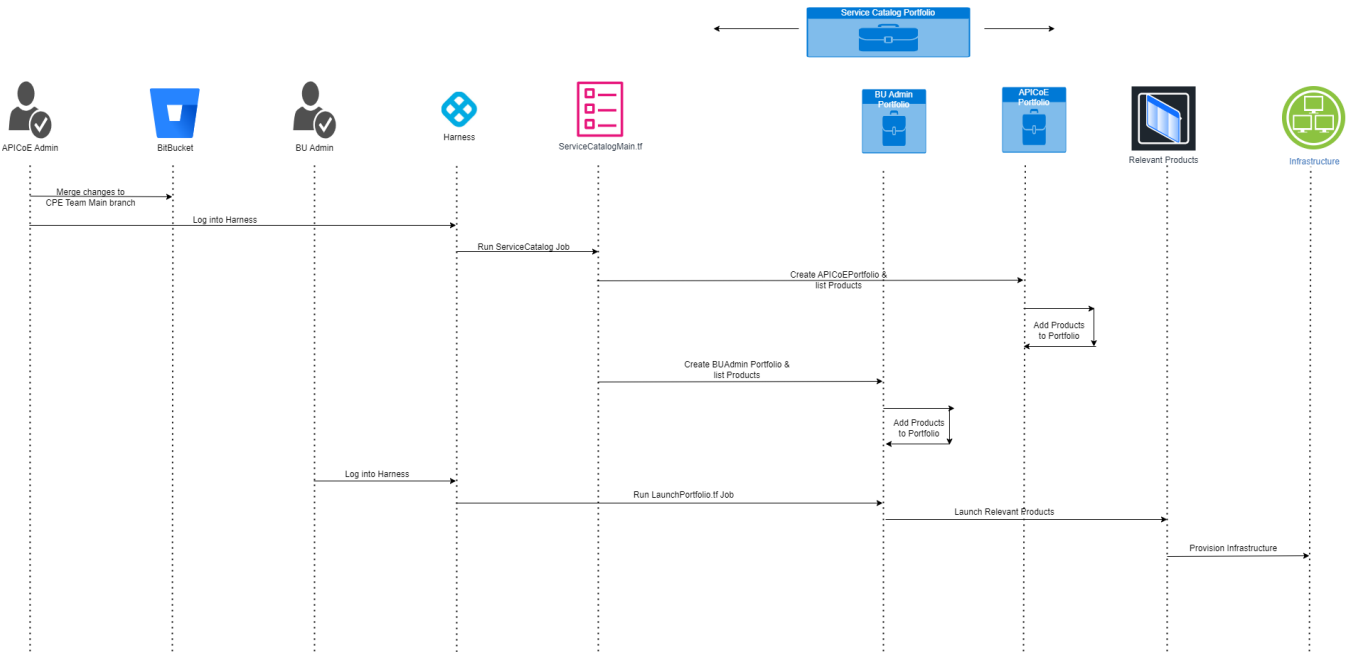 Service Catalog Portfolio
BU Admin
Portfolio
APICoE
Portfolio
APICoE Admin
BitBucket
BU Admin
Harness
ServiceCatalogMain.tf
Relevant Products
Infrastructure
Merge changes to
CPE Team Main branch
Log into Harness
Run ServiceCatalog Job
Create APICoEPortfolio &
list Products
Add Products
to Portfolio
Create BUAdmin Portfolio &
list Products
Add Products
to Portfolio
Log into Harness
Run LaunchPortfolio.tf Job
Launch Relevant Products
Provision Infrastructure